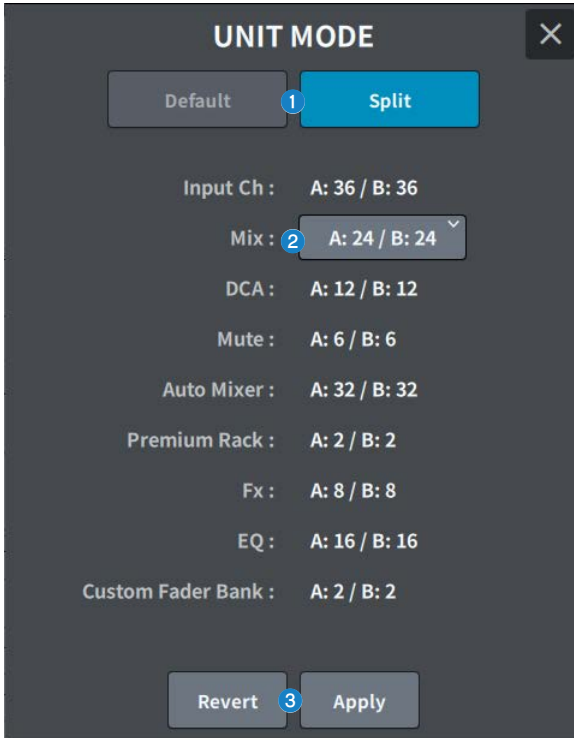 UNIT MODE
Default 1 Split
Input Ch : A: 36 / B: 36
Mix : 2 A: 24 / B: 24
DCA : A: 12 / B: 12
Mute : A: 6 / B: 6
Auto Mixer : A: 32 / B: 32
Premium Rack : A: 2 / B: 2
Fx : A: 8 / B: 8
EQ : A: 16 / B: 16
Custom Fader Bank : A: 2 / B: 2
Revert 3 Apply